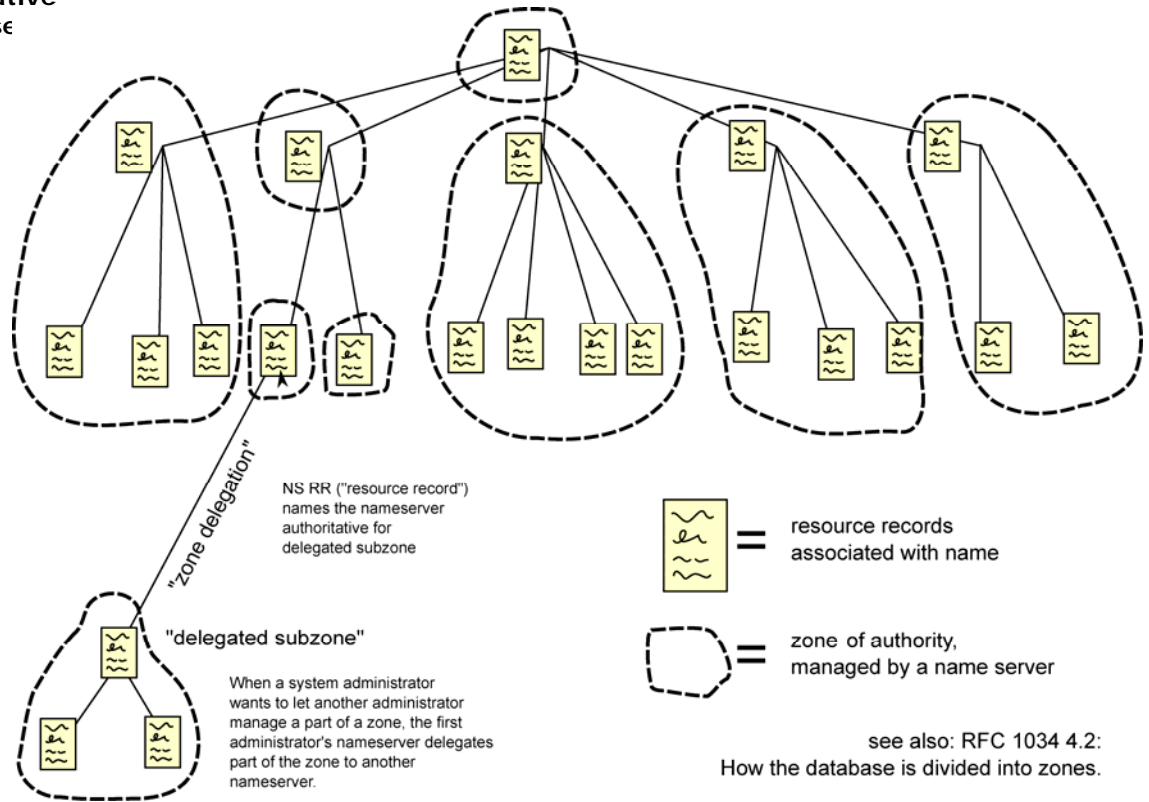 "zone delegation"
NS RR ("resource record")
names the nameserver
authoritative for
delegated subzone
resource records
associated with name
"delegated subzone"
zone of authority,
managed by a name server
When a system administrator
wants to let another administrator
manage a part of a zone, the first
administrator's nameserver delegates
part of the zone to another
nameserver.
see also: RFC 1034 4.2:
How the database is divided into zones.